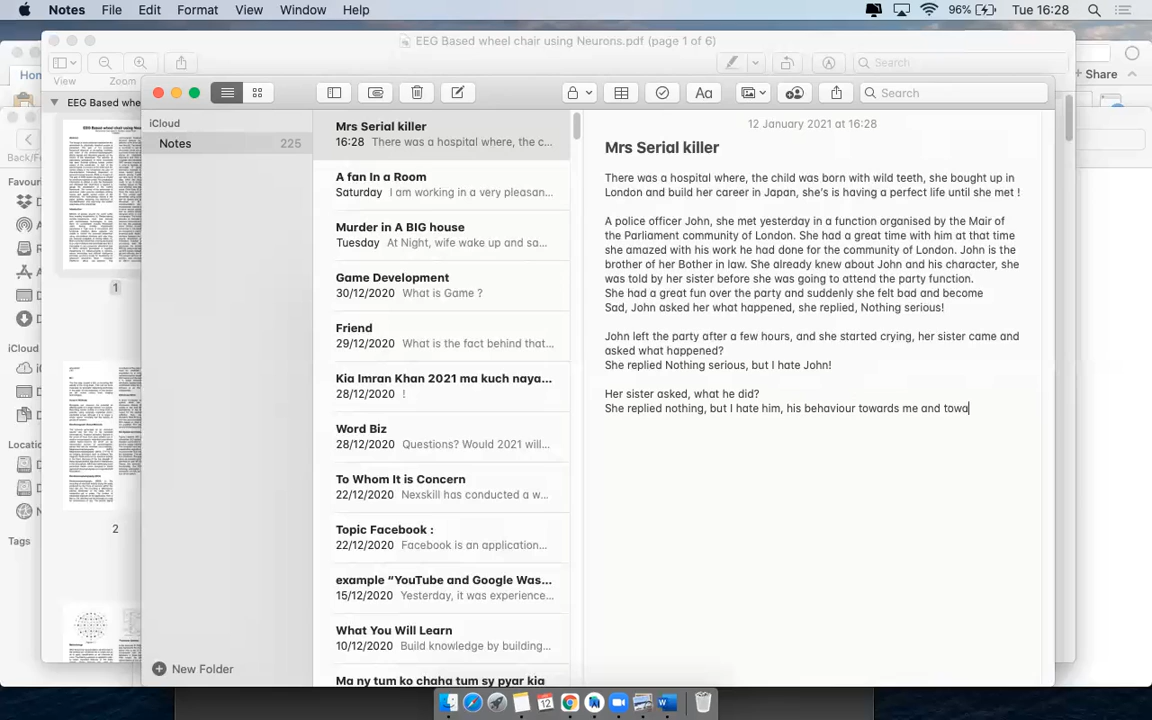 Notes File Edit Format View Window Help
96% Tue 16:28
EEG Based wheel chair using Neurons.pdf (page 1 of 6)
View Zoom Search
Share
EEG Based whe
Search
iCloud
Notes 225
New Folder
Back/F
Favour
iCloud
Locatio
Tags
1
2
Mrs Serial killer
16:28 There was a hospital where, the c...
A fan In a Room
Saturday I am working in a very pleasan...
Murder in A BIG house
Tuesday At Night, wife wake up and sa...
Game Development
30/12/2020 What is Game ?
Friend
29/12/2020 What is the fact behind that...
Kia Imran Khan 2021 ma kuch naya...
28/12/2020 !
Word Biz
28/12/2020 Questions? Would 2021 will...
To Whom It is Concern
22/12/2020 Nexskill has conducted a w...
Topic Facebook :
22/12/2020 Facebook is an application...
example “YouTube and Google Was...
15/12/2020 Yesterday, it was experience...
What You Will Learn
10/12/2020 Build knowledge by building...
Ma ny tum ko chaha tum sy pyar kia
12 January 2021 at 16:28
Mrs Serial killer
There was a hospital where, the child was born with wild teeth, she bought up in
London and build her career in Japan, she’s is having a perfect life until she met !
A police officer John, she met yesterday in a function organised by the Mair of
the Parliament community of London. She had a great time with him at that time
she amazed with his work he had done for the community of London. John is the
brother of her Bother in law. She already knew about John and his character, she
was told by her sister before she was going to attend the party function.
She had a great fun over the party and suddenly she felt bad and become
Sad, John asked her what happened, she replied, Nothing serious!
John left the party after a few hours, and she started crying, her sister came and
asked what happened?
She replied Nothing serious, but I hate John!
Her sister asked, what he did?
She replied nothing, but I hate him, his behaviour towards me and towa